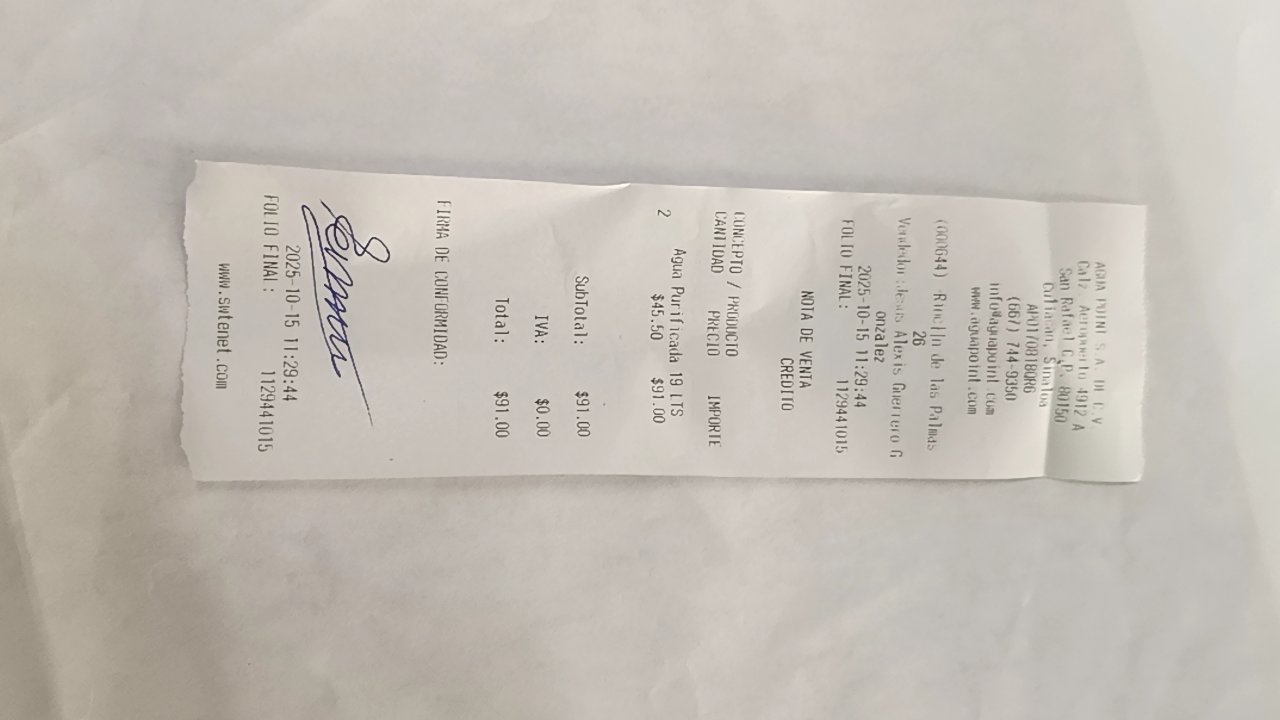 AGUA POINT S.A. DE C.V
Calz. Aeropuerto 4912 A
San Rafael C.P. 80150
Culiacan, Sinaloa
APO170818QR6
(667) 744-9350
info@aguapoint.com
www.aguapoint.com
(000644) Rincón de las Palmas
26
Vendedor: Jesus Alexis Guerrero G
onzalez
2025-10-15 11:29:44
FOLIO FINAL: 1129441015
NOTA DE VENTA
CREDITO
CONCEPTO / PRODUCTO
CANTIDAD PRECIO IMPORTE
2 Agua Purificada 19 LTS
$45.50 $91.00
SubTotal: $91.00
IVA: $0.00
Total: $91.00
FIRMA DE CONFORMIDAD:
2025-10-15 11:29:44
FOLIO FINAL: 1129441015
www.swtenet.com